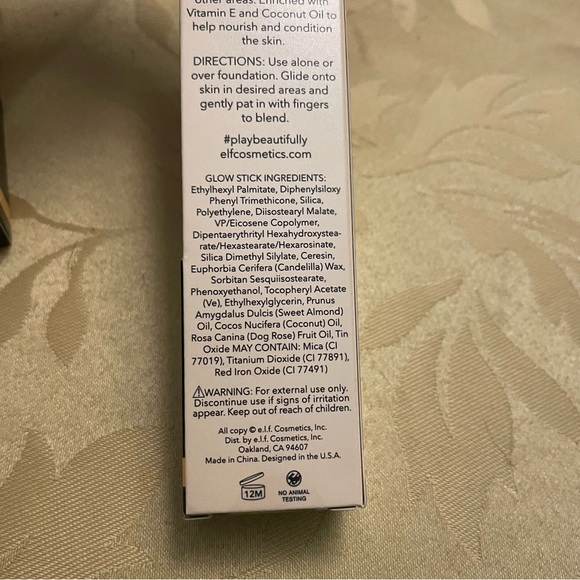 other areas. Enriched with
Vitamin E and Coconut Oil to
help nourish and condition
the skin.
DIRECTIONS: Use alone or
over foundation. Glide onto
skin in desired areas and
gently pat in with fingers
to blend.
#playbeautifully
elfcosmetics.com
GLOW STICK INGREDIENTS:
Ethylhexyl Palmitate, Diphenylsiloxy
Phenyl Trimethicone, Silica,
Polyethylene, Diisostearyl Malate,
VP/Eicosene Copolymer,
Dipentaerythrityl Hexahydroxystea-
rate/Hexastearate/Hexarosinate,
Silica Dimethyl Silylate, Ceresin,
Euphorbia Cerifera (Candelilla) Wax,
Sorbitan Sesquiisostearate,
Phenoxyethanol, Tocopheryl Acetate
(Ve), Ethylhexylglycerin, Prunus
Amygdalus Dulcis (Sweet Almond)
Oil, Cocos Nucifera (Coconut) Oil,
Rosa Canina (Dog Rose) Fruit Oil, Tin
Oxide MAY CONTAIN: Mica (CI
77019), Titanium Dioxide (CI 77891),
Red Iron Oxide (CI 77491)
⚠WARNING: For external use only.
Discontinue use if signs of irritation
appear. Keep out of reach of children.
All copy © e.l.f. Cosmetics, Inc.
Dist. by e.l.f. Cosmetics, Inc.
Oakland, CA 94607
Made in China. Designed in the U.S.A.
12M
NO ANIMAL
TESTING